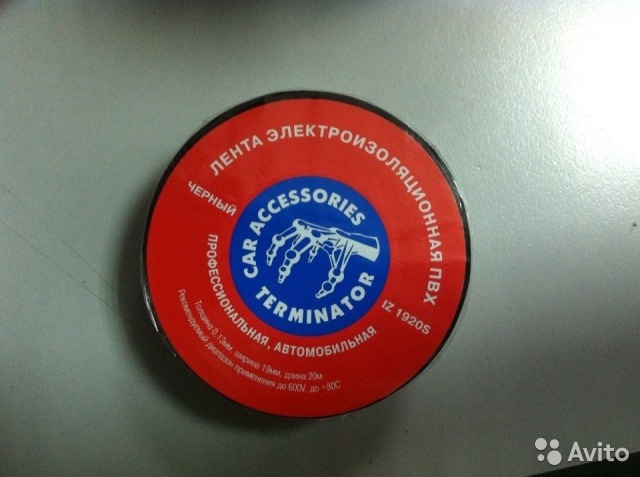 ЛЕНТА ЭЛЕКТРОИЗОЛЯЦИОННАЯ ПВХ
ЧЕРНЫЙ
CAR ACCESSORIES
TERMINATOR
IZ 1920S
ПРОФЕССИОНАЛЬНАЯ, АВТОМОБИЛЬНАЯ
Толщина 0,13мм, ширина 19мм, длина 20м
Рекомендуемый диапазон применения до 600V, до +80С
Avito